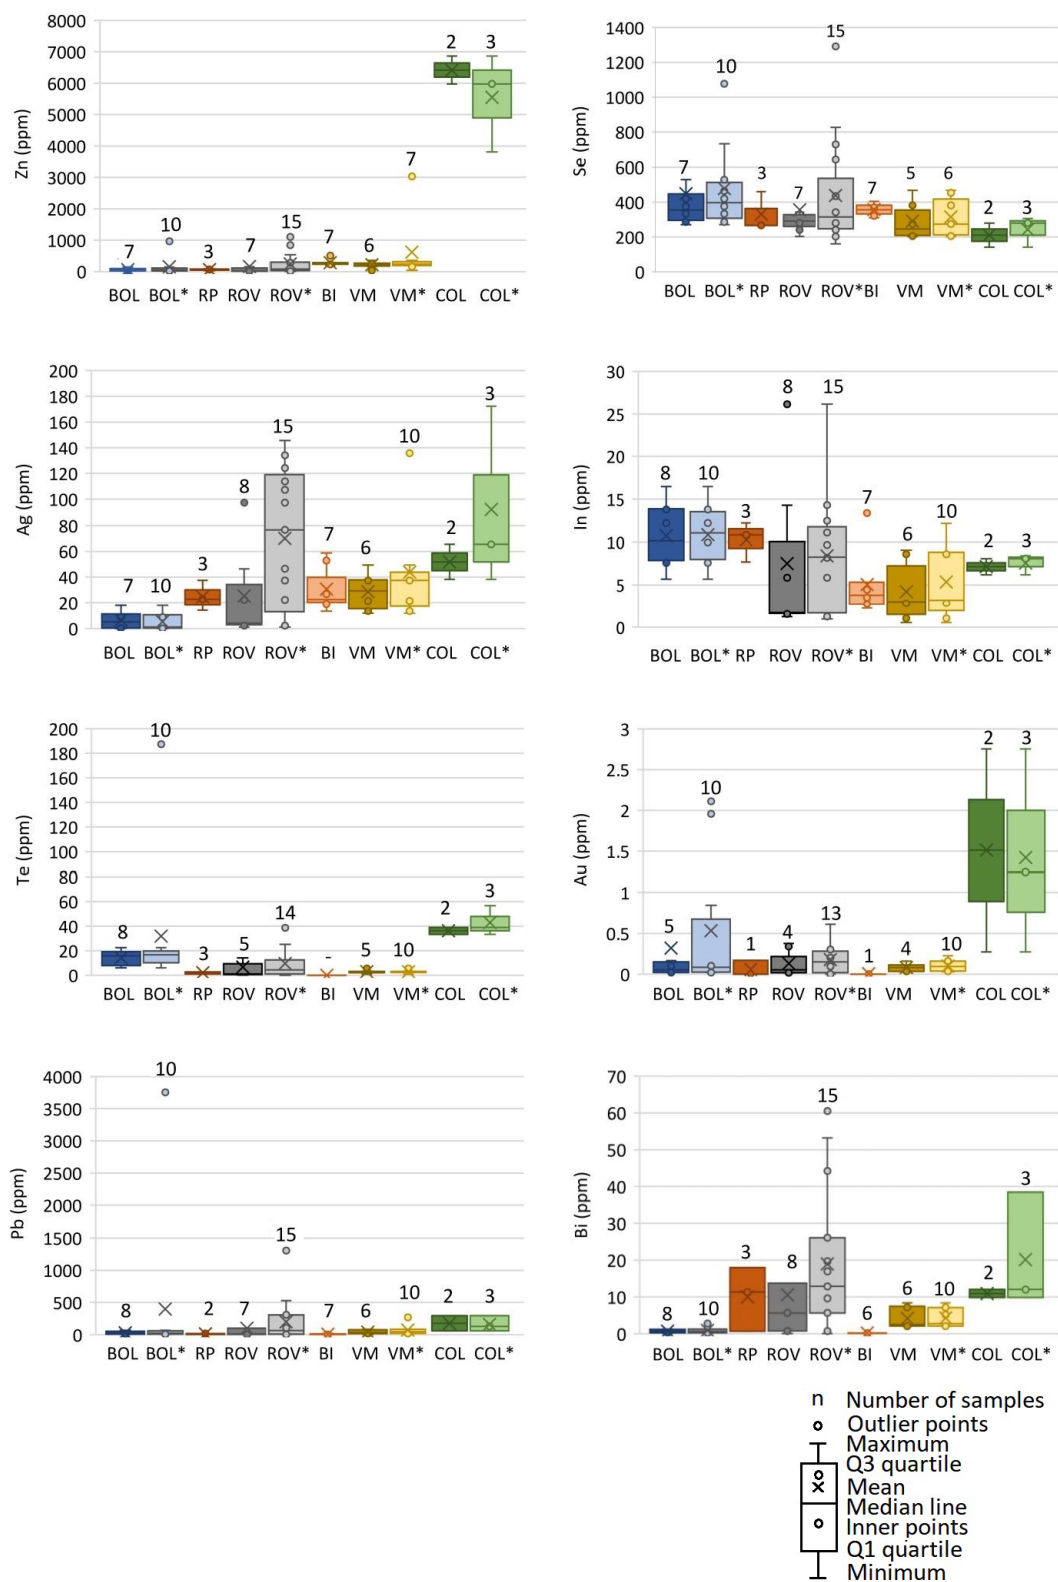 Zn (ppm)
8000
7000
6000
5000
4000
3000
2000
1000
0
7 10 3 7 15 7 6 7 2 3
BOL BOL* RP ROV ROV* BI VM VM* COL COL*
Se (ppm)
1400
1200
1000
800
600
400
200
0
7 10 3 7 15 7 5 6 2 3
BOL BOL* RP ROV ROV* BI VM VM* COL COL*
Ag (ppm)
200
180
160
140
120
100
80
60
40
20
0
7 10 3 8 15 7 6 10 2 3
BOL BOL* RP ROV ROV* BI VM VM* COL COL*
In (ppm)
30
25
20
15
10
5
0
8 10 3 8 15 7 6 10 2 3
BOL BOL* RP ROV ROV* BI VM VM* COL COL*
Te (ppm)
200
180
160
140
120
100
80
60
40
20
0
8 10 3 5 14 - 5 10 2 3
BOL BOL* RP ROV ROV* BI VM VM* COL COL*
Au (ppm)
3
2.5
2
1.5
1
0.5
0
5 10 1 4 13 1 4 10 2 3
BOL BOL* RP ROV ROV* BI VM VM* COL COL*
Pb (ppm)
4000
3500
3000
2500
2000
1500
1000
500
0
8 10 2 7 15 7 6 10 2 3
BOL BOL* RP ROV ROV* BI VM VM* COL COL*
Bi (ppm)
70
60
50
40
30
20
10
0
8 10 3 8 15 6 6 10 2 3
BOL BOL* RP ROV ROV* BI VM VM* COL COL*
n Number of samples
Outlier points
Maximum
Q3 quartile
Mean
Median line
Inner points
Q1 quartile
Minimum